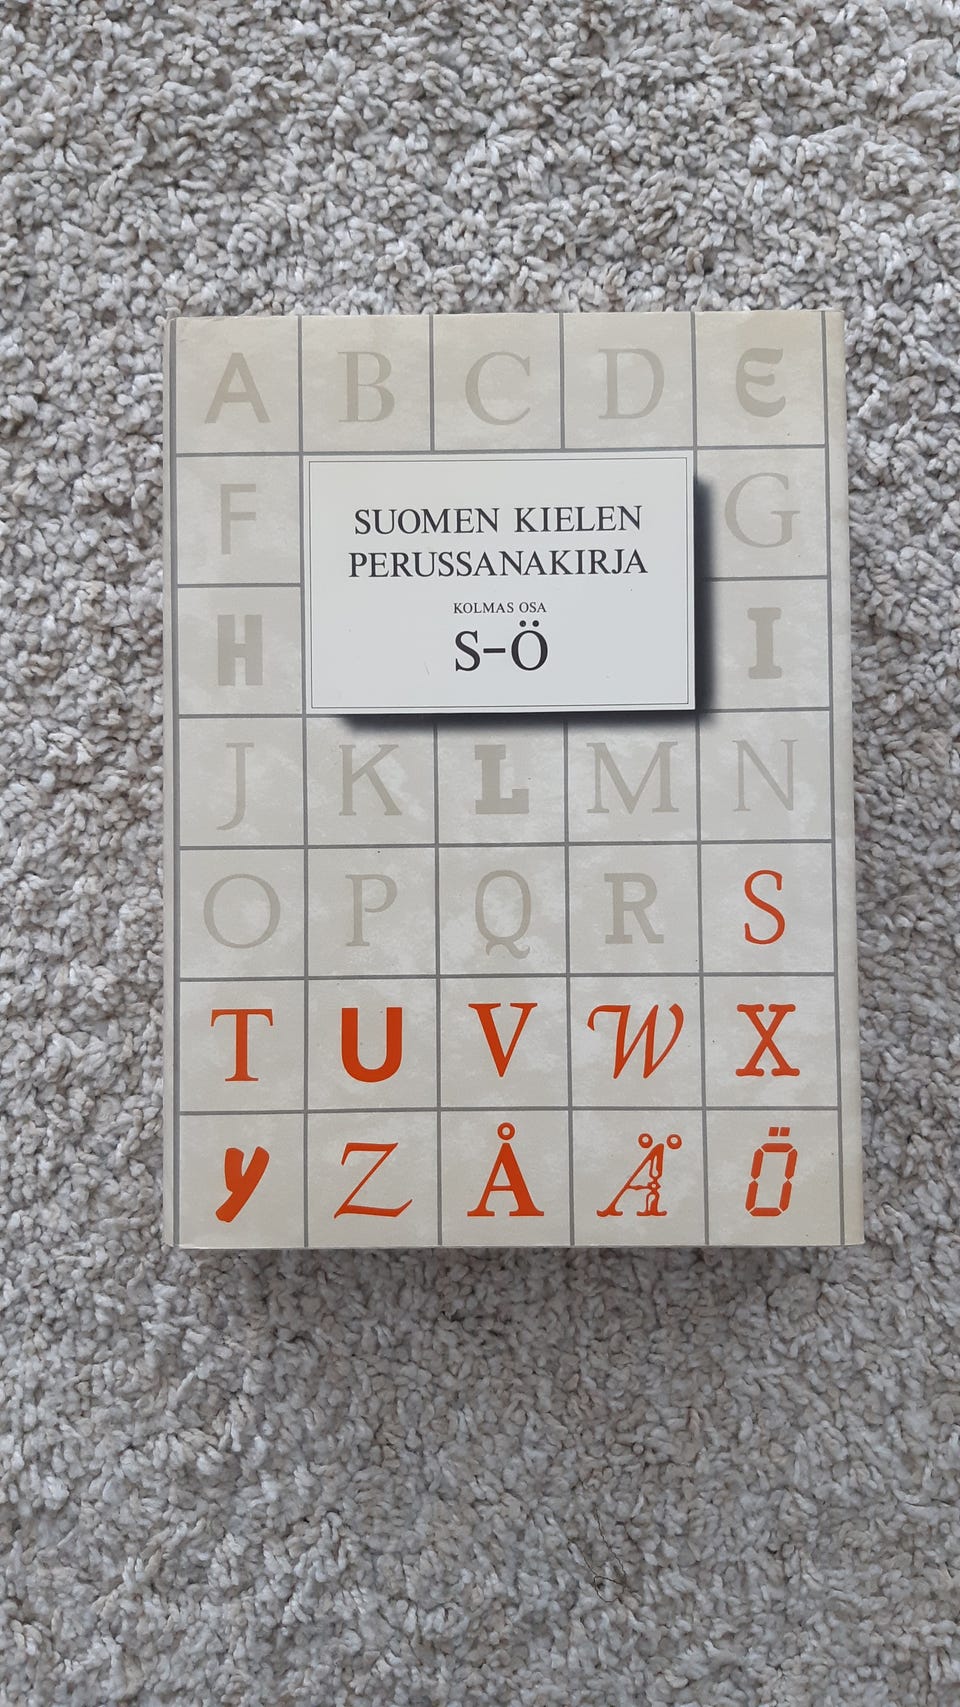 A B C D E
F G
SUOMEN KIELEN
PERUSSANAKIRJA
KOLMAS OSA
S–Ö
H I
J K L M N
O P Q R S
T U V W X
y Z Å Ä Ö